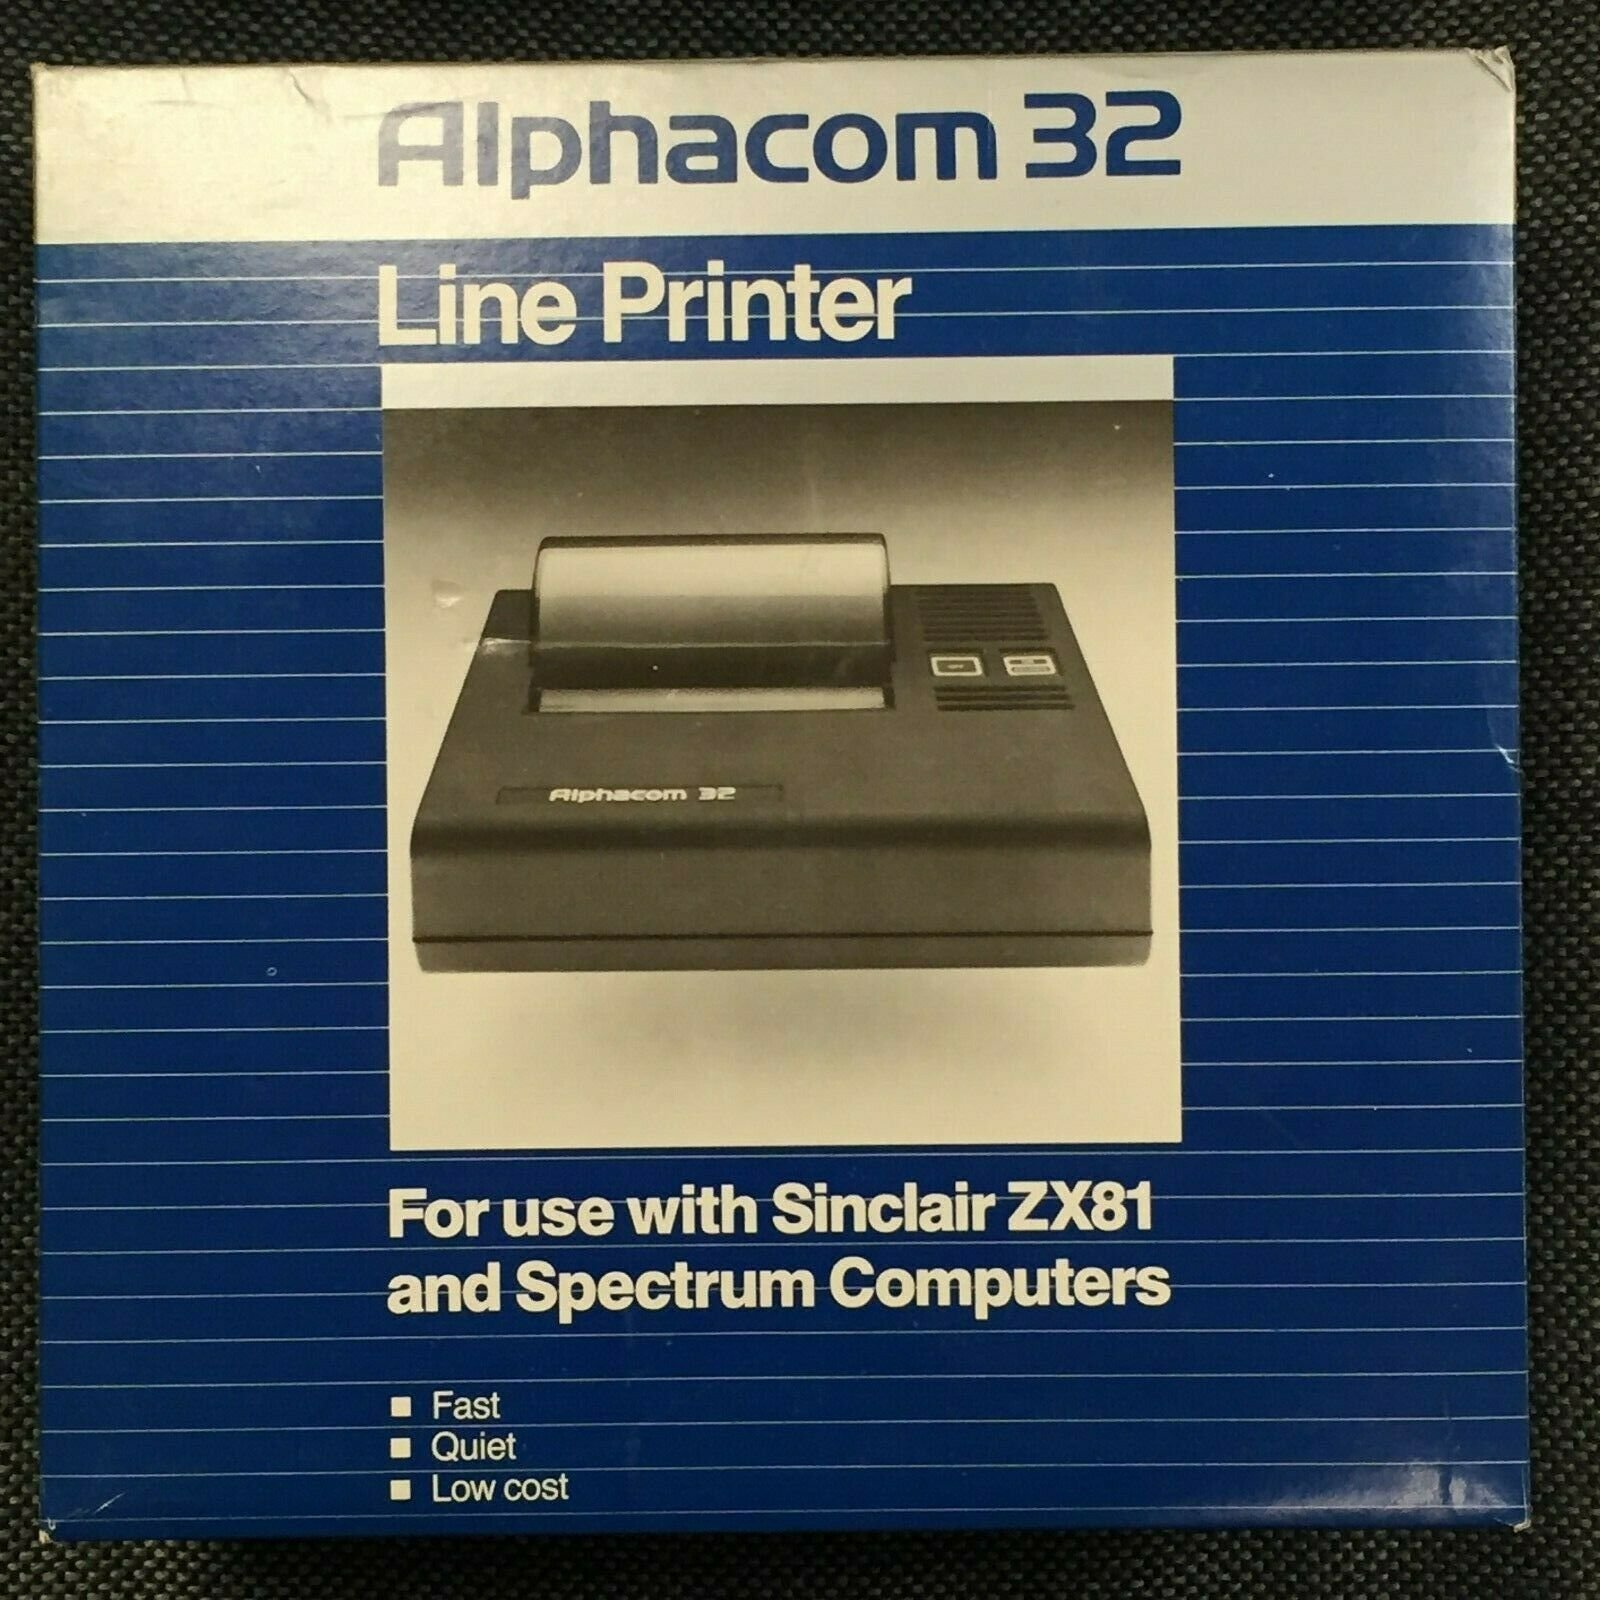 Alphacom 32
Line Printer
Alphacom 32
For use with Sinclair ZX81
and Spectrum Computers
Fast
Quiet
Low cost